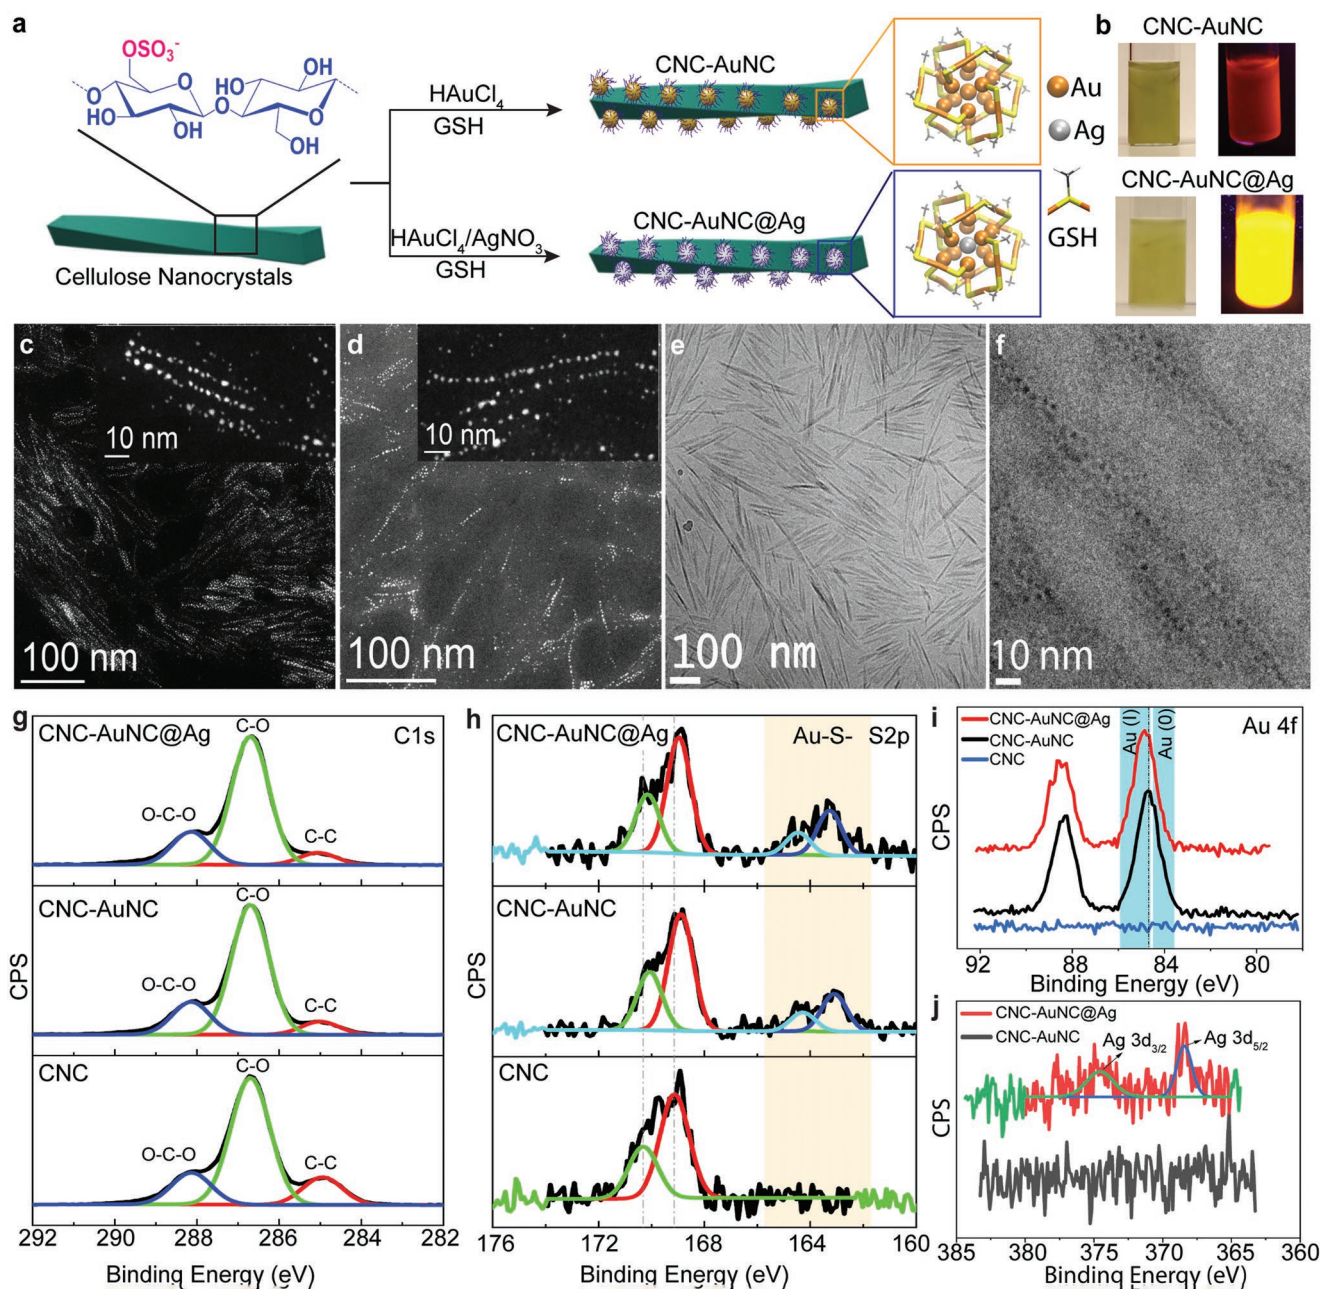 a
OSO₃⁻
OH
OH
HO
O
O
O
O
HO
OH
HO
OH
Cellulose Nanocrystals
HAuCl₄
GSH
HAuCl₄/AgNO₃
GSH
CNC-AuNC
CNC-AuNC@Ag
Au
Ag
GSH
b
CNC-AuNC
CNC-AuNC@Ag
c
10 nm
100 nm
d
10 nm
100 nm
e
100 nm
f
10 nm
g
CNC-AuNC@Ag
C-O
C1s
O-C-O
C-C
CNC-AuNC
C-O
O-C-O
C-C
CPS
CNC
C-O
O-C-O
C-C
292 290 288 286 284 282
Binding Energy (eV)
h
CNC-AuNC@Ag
Au-S-
S2p
CNC-AuNC
CPS
CNC
176 172 168 164 160
Binding Energy (eV)
i
CNC-AuNC@Ag
CNC-AuNC
CNC
Au (I)
Au (0)
Au 4f
CPS
92 88 84 80
Binding Energy (eV)
j
CNC-AuNC@Ag
CNC-AuNC
Ag 3d₃/₂
Ag 3d₅/₂
CPS
385 380 375 370 365 360
Binding Energy (eV)